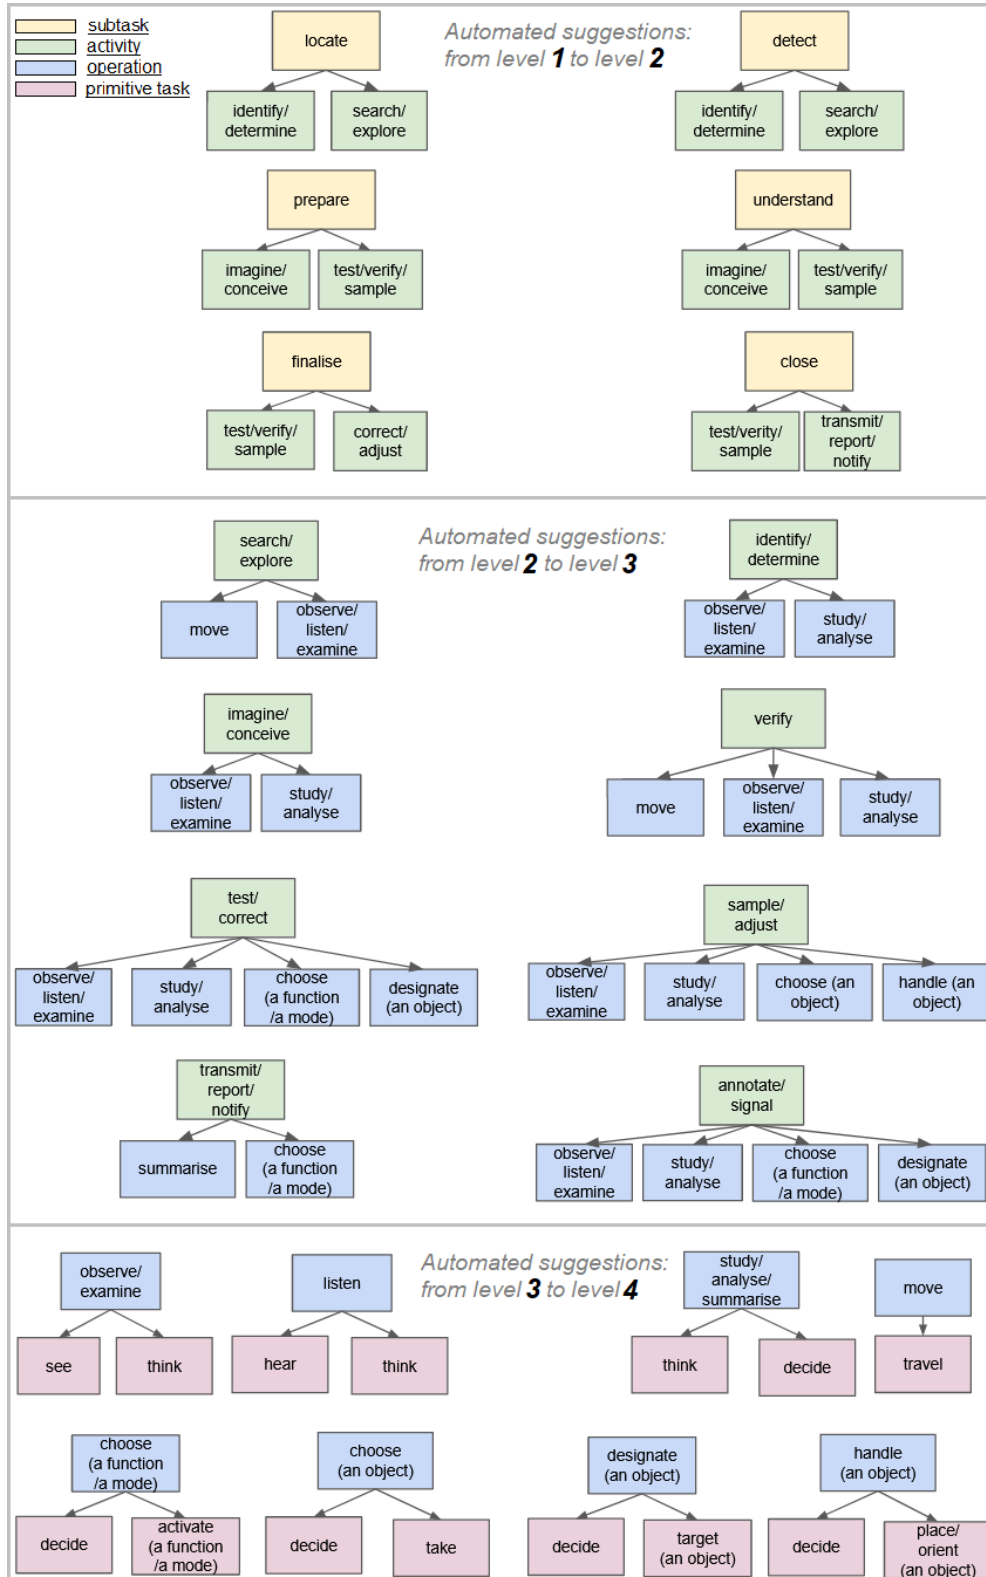 subtask
activity
operation
primitive task
Automated suggestions:
from level 1 to level 2
locate
identify/
determine
search/
explore
detect
identify/
determine
search/
explore
prepare
imagine/
conceive
test/verify/
sample
understand
imagine/
conceive
test/verify/
sample
finalise
test/verify/
sample
correct/
adjust
close
test/verity/
sample
transmit/
report/
notify
Automated suggestions:
from level 2 to level 3
search/
explore
move
observe/
listen/
examine
identify/
determine
observe/
listen/
examine
study/
analyse
imagine/
conceive
observe/
listen/
examine
study/
analyse
verify
move
observe/
listen/
examine
study/
analyse
test/
correct
observe/
listen/
examine
study/
analyse
choose
(a function
/a mode)
designate
(an object)
sample/
adjust
observe/
listen/
examine
study/
analyse
choose (an
object)
handle (an
object)
transmit/
report/
notify
summarise
choose
(a function
/a mode)
annotate/
signal
observe/
listen/
examine
study/
analyse
choose
(a function
/a mode)
designate
(an object)
Automated suggestions:
from level 3 to level 4
observe/
examine
see
think
listen
hear
think
study/
analyse/
summarise
think
decide
move
travel
choose
(a function
/a mode)
decide
activate
(a function
/a mode)
choose
(an object)
decide
take
designate
(an object)
decide
target
(an object)
handle
(an object)
decide
place/
orient
(an object)